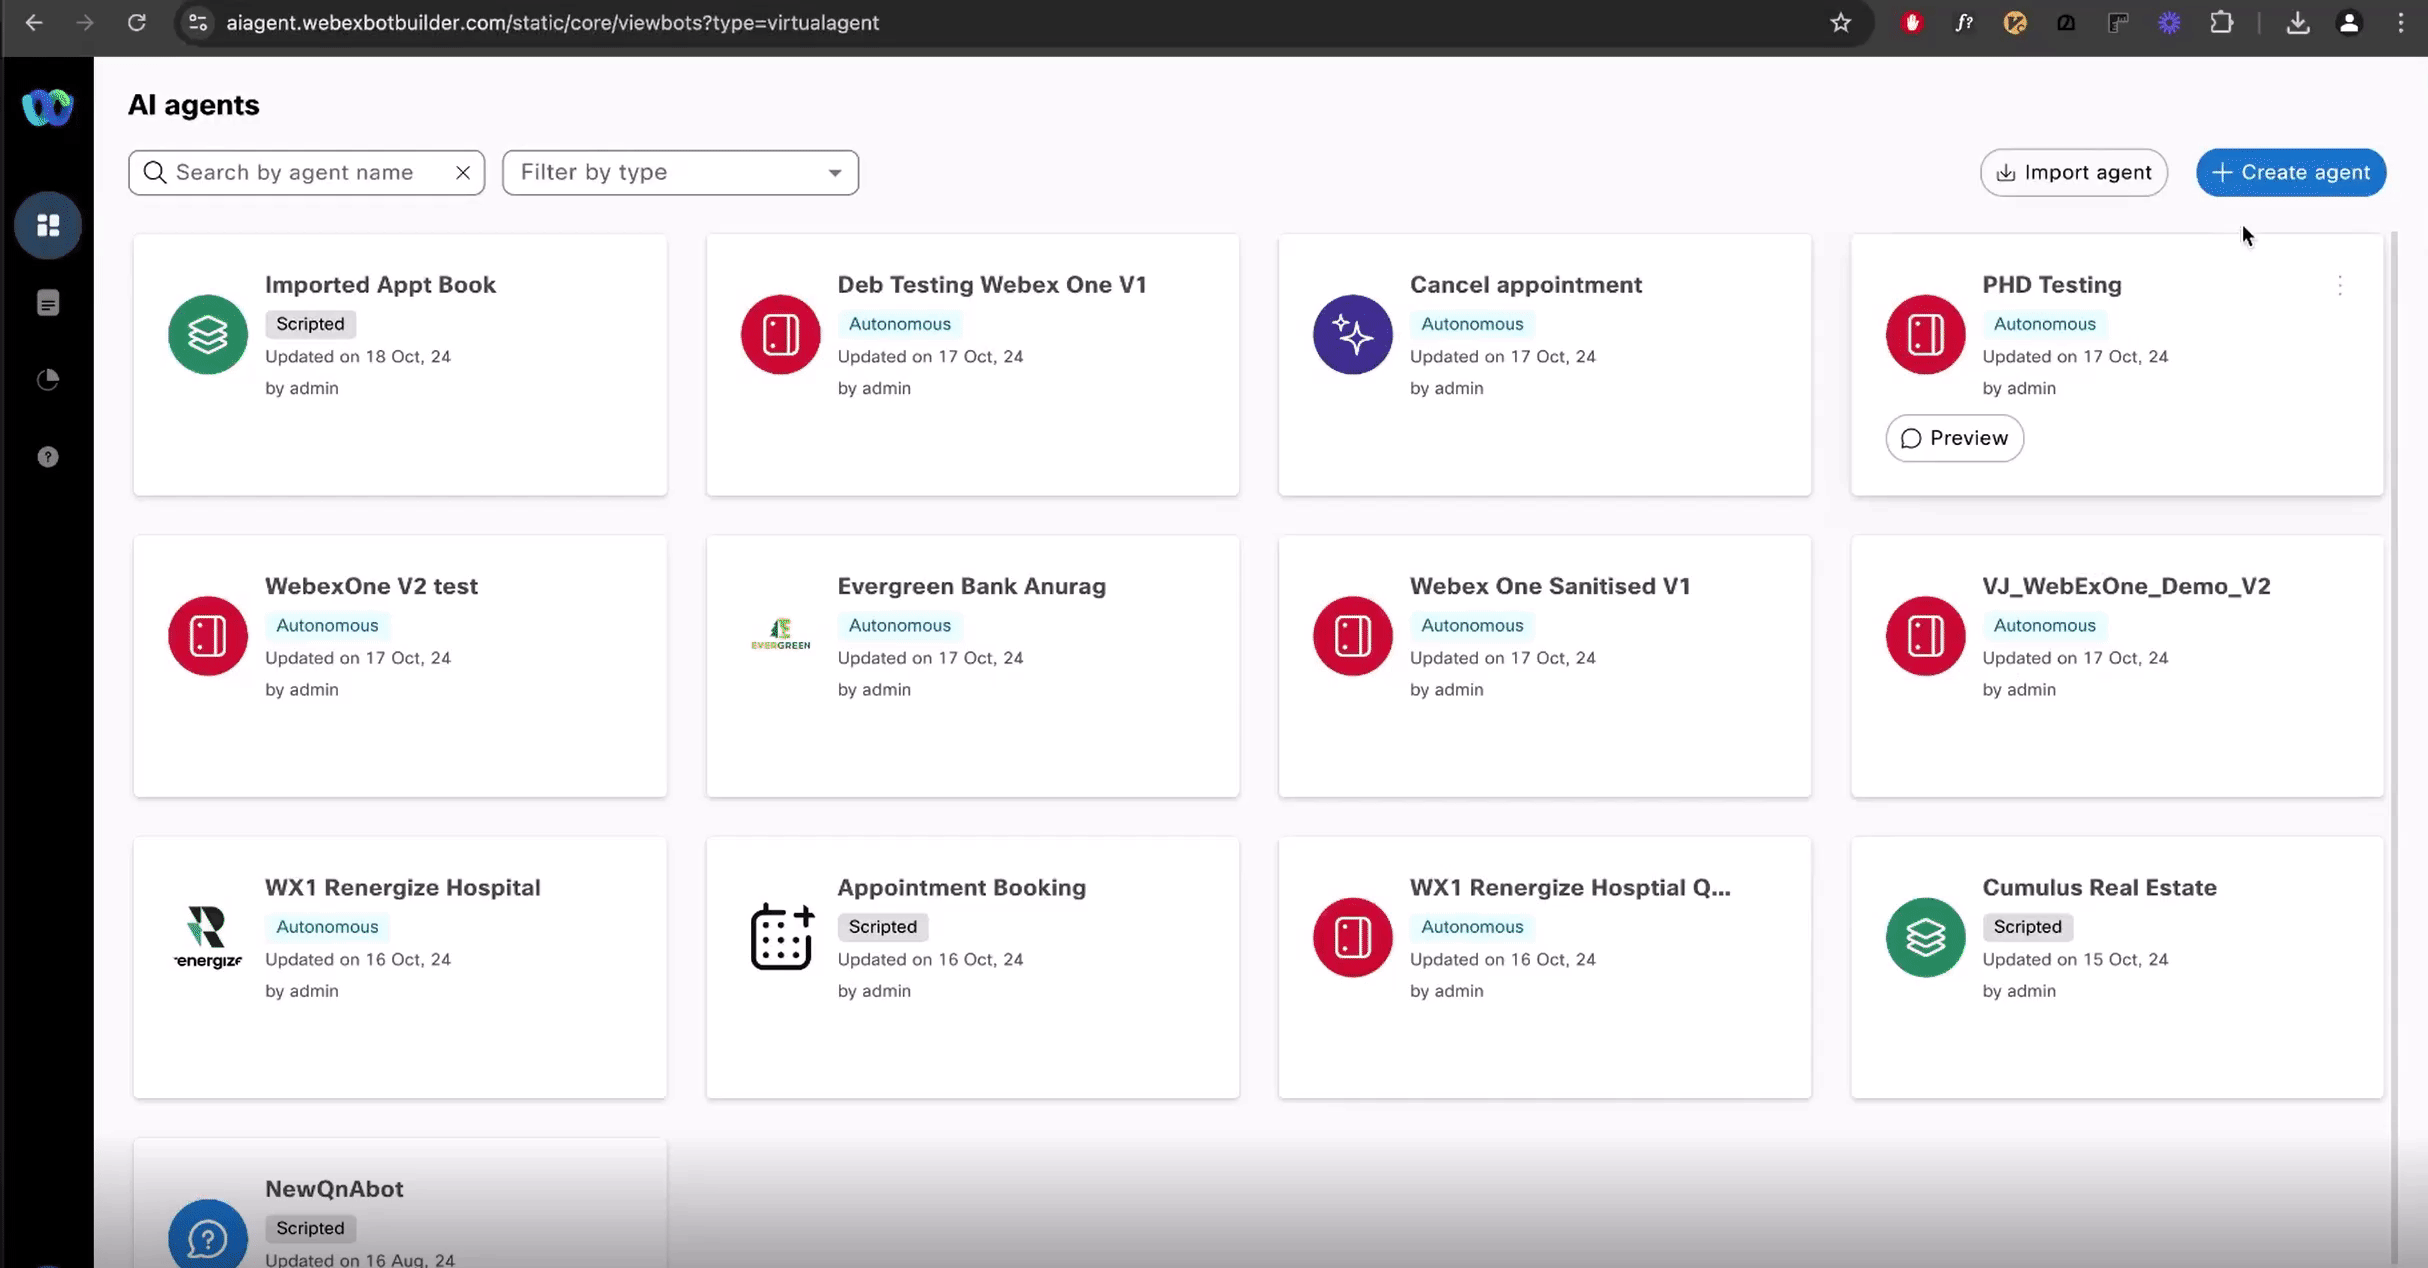 aiagent.webexbotbuilder.com/static/core/viewbots?type=virtualagent
f?
AI agents
Search by agent name
Filter by type
Import agent
Create agent
Imported Appt Book
Scripted
Updated on 18 Oct, 24
by admin
Deb Testing Webex One V1
Autonomous
Updated on 17 Oct, 24
by admin
Cancel appointment
Autonomous
Updated on 17 Oct, 24
by admin
PHD Testing
Autonomous
Updated on 17 Oct, 24
by admin
Preview
WebexOne V2 test
Autonomous
Updated on 17 Oct, 24
by admin
EVERGREEN
Evergreen Bank Anurag
Autonomous
Updated on 17 Oct, 24
by admin
Webex One Sanitised V1
Autonomous
Updated on 17 Oct, 24
by admin
VJ_WebExOne_Demo_V2
Autonomous
Updated on 17 Oct, 24
by admin
energize
WX1 Renergize Hospital
Autonomous
Updated on 16 Oct, 24
by admin
Appointment Booking
Scripted
Updated on 16 Oct, 24
by admin
WX1 Renergize Hosptial Q...
Autonomous
Updated on 16 Oct, 24
by admin
Cumulus Real Estate
Scripted
Updated on 15 Oct, 24
by admin
NewQnAbot
Scripted
Updated on 16 Aug, 24